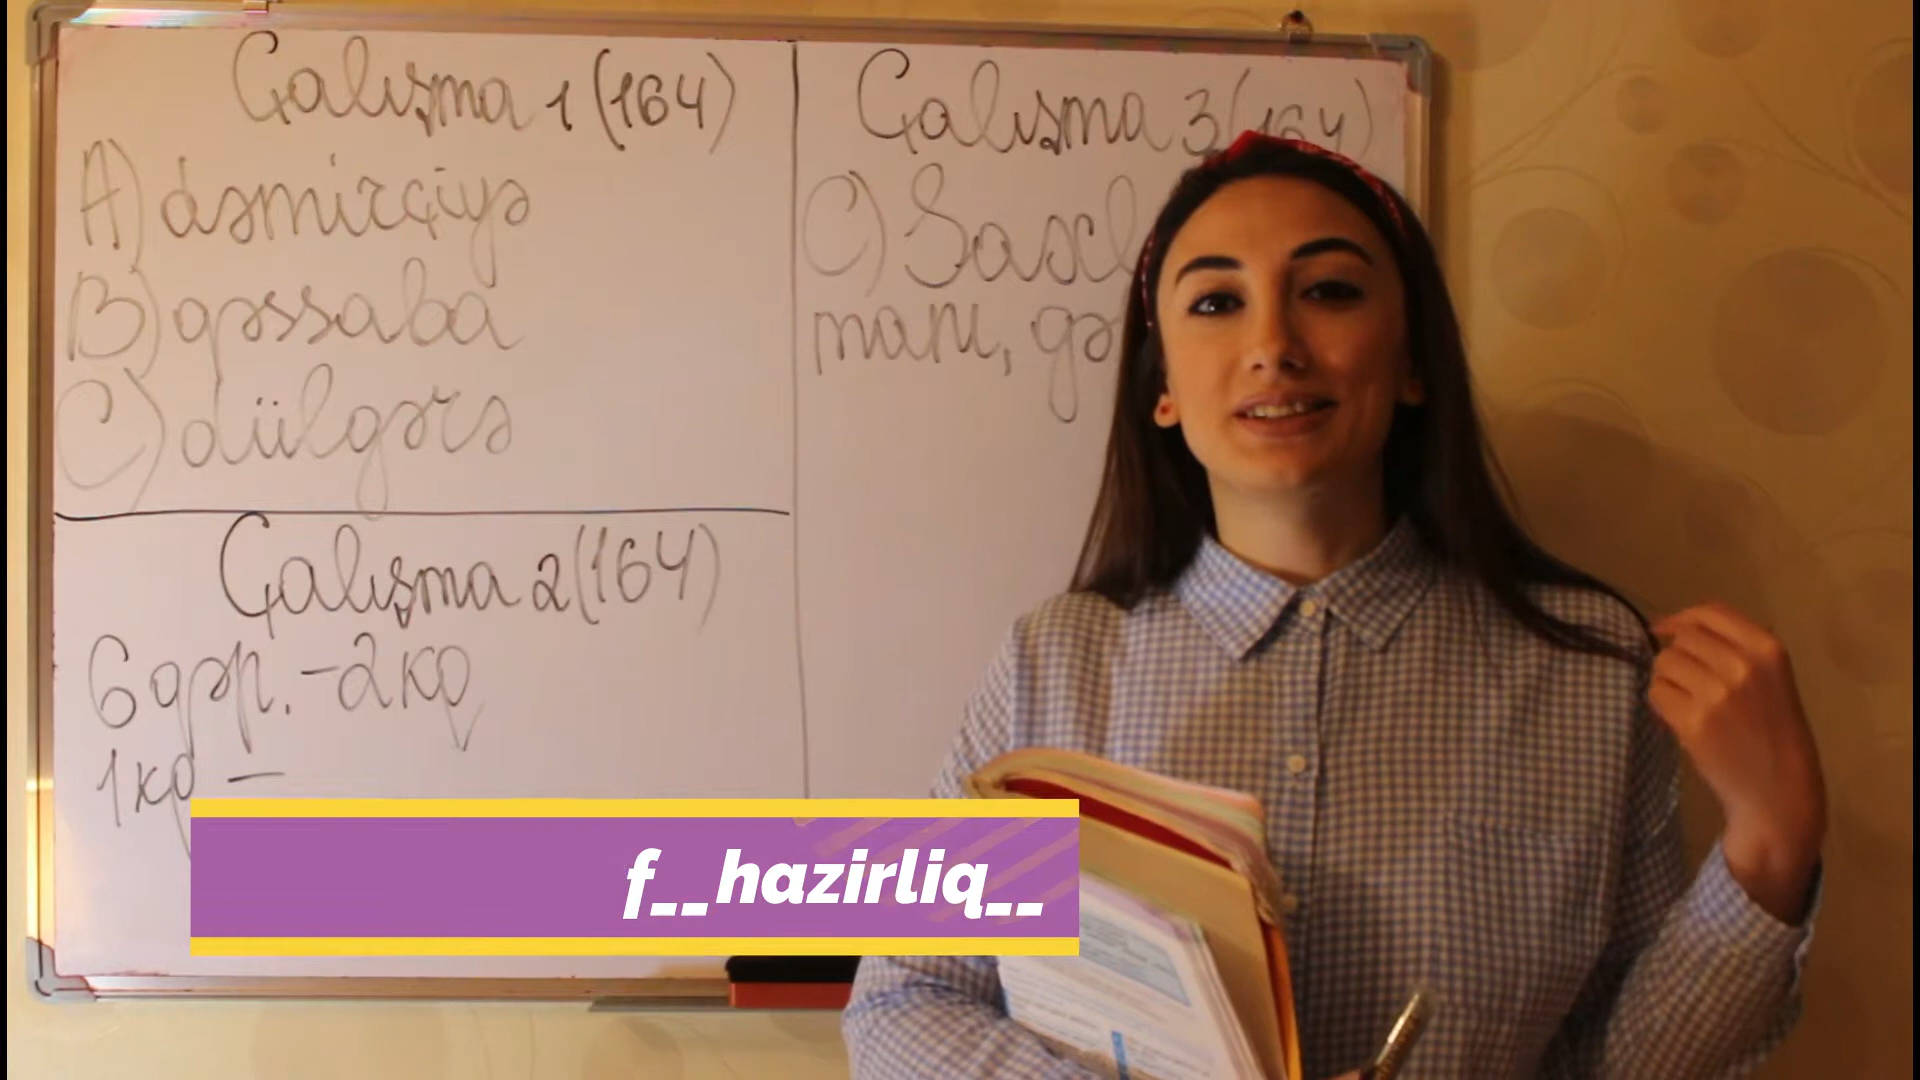 Çalışma 1 (164)
A) dəmirçiyə
B) qəssaba
C) dülgərə
Çalışma 2 (164)
6 qəp. - 2 kq
1 kq -
Çalışma 3 (164)
C) Saxl
manı, gə
f__hazirliq__